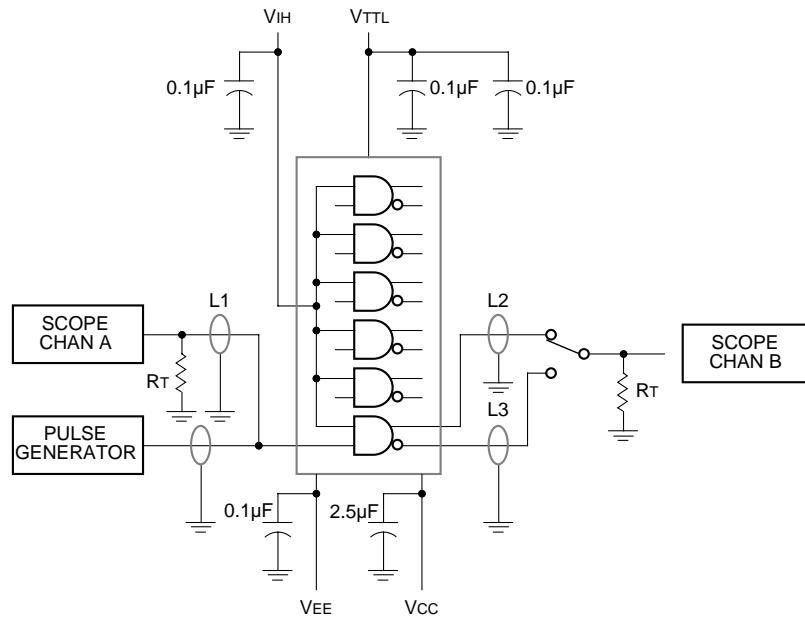 VIH
VTTL
0.1µF
0.1µF
0.1µF
L1
L2
SCOPE
CHAN A
SCOPE
CHAN B
RT
RT
L3
PULSE
GENERATOR
0.1µF
2.5µF
VEE
VCC